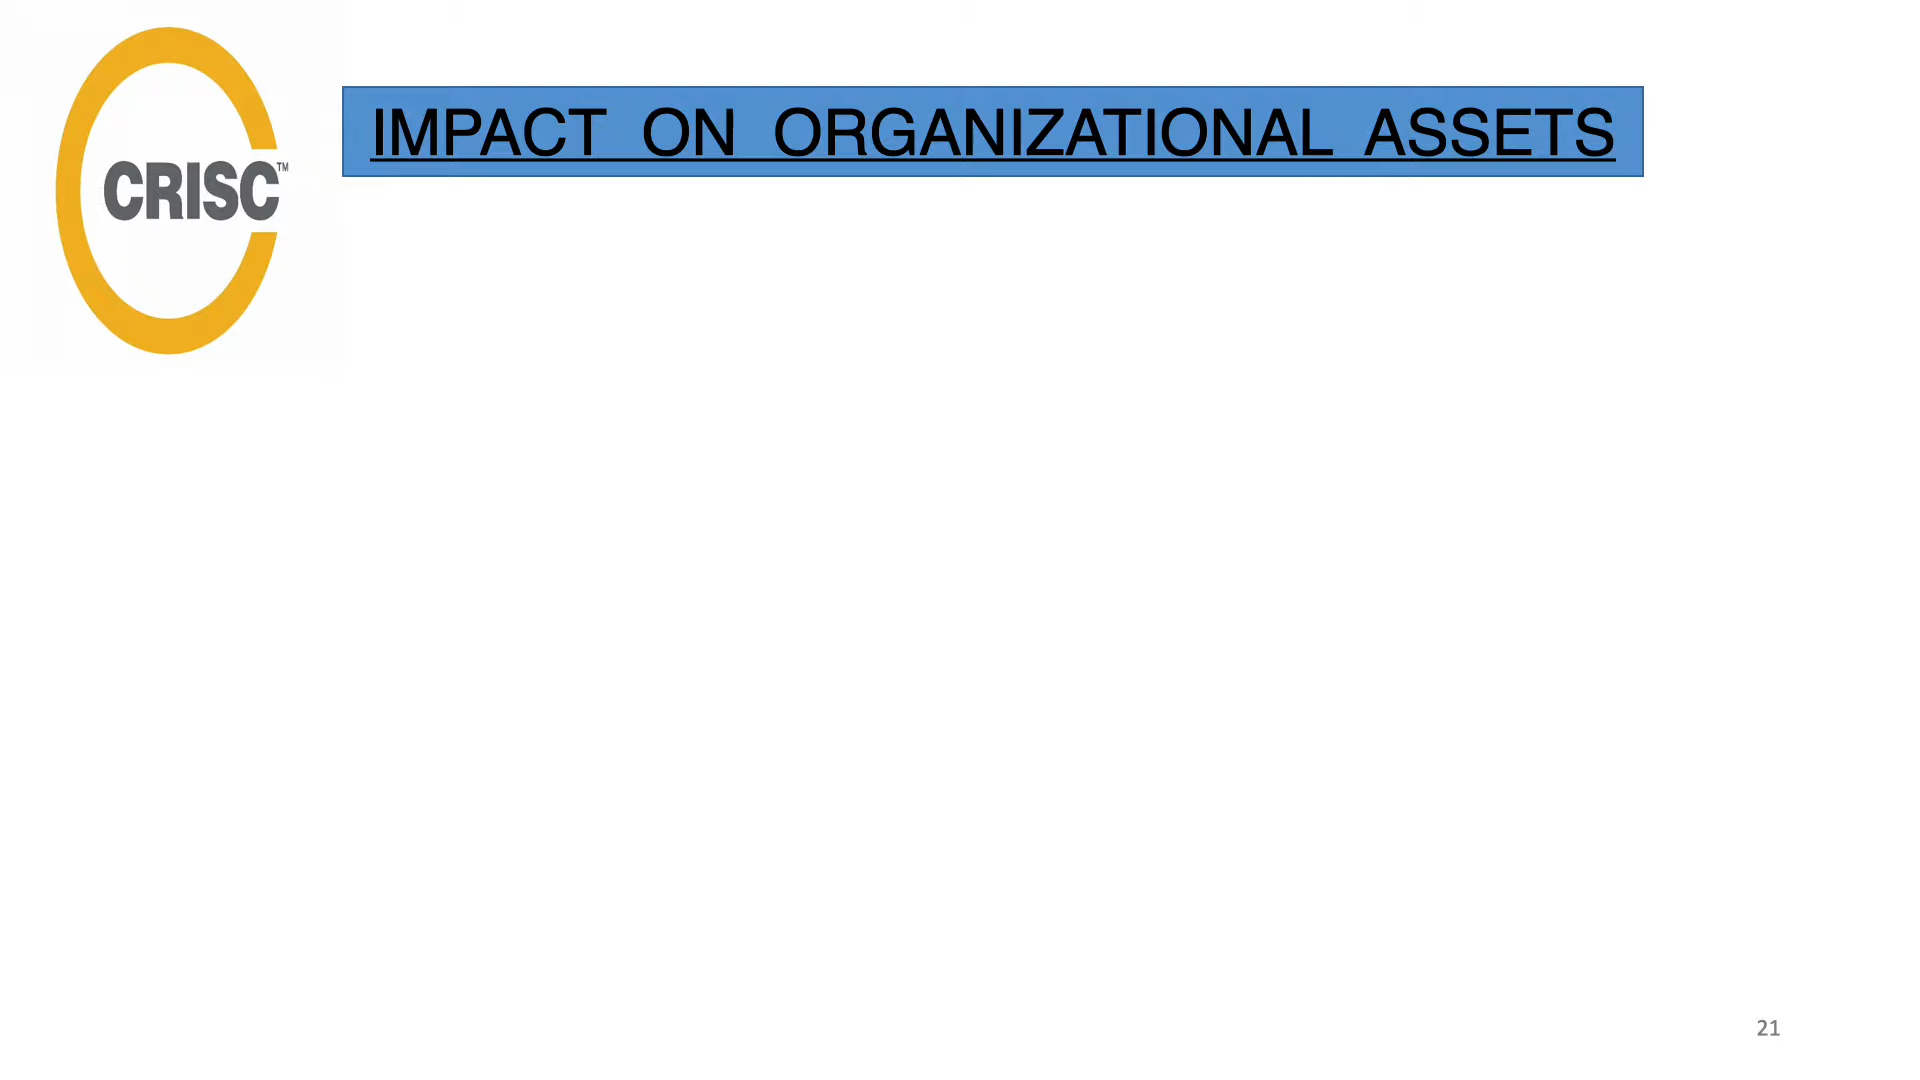 CRISC™
IMPACT ON ORGANIZATIONAL ASSETS
21